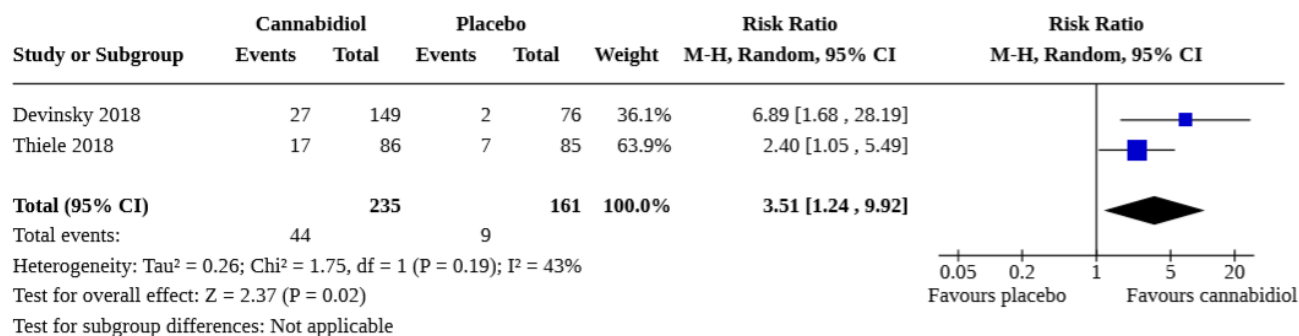 Cannabidiol Placebo Risk Ratio Risk Ratio
Study or Subgroup Events Total Events Total Weight M-H, Random, 95% CI M-H, Random, 95% CI
Devinsky 2018 27 149 2 76 36.1% 6.89 [1.68 , 28.19]
Thiele 2018 17 86 7 85 63.9% 2.40 [1.05 , 5.49]
Total (95% CI) 235 161 100.0% 3.51 [1.24 , 9.92]
Total events: 44 9
Heterogeneity: Tau² = 0.26; Chi² = 1.75, df = 1 (P = 0.19); I² = 43%
0.05 0.2 1 5 20
Test for overall effect: Z = 2.37 (P = 0.02)
Favours placebo Favours cannabidiol
Test for subgroup differences: Not applicable